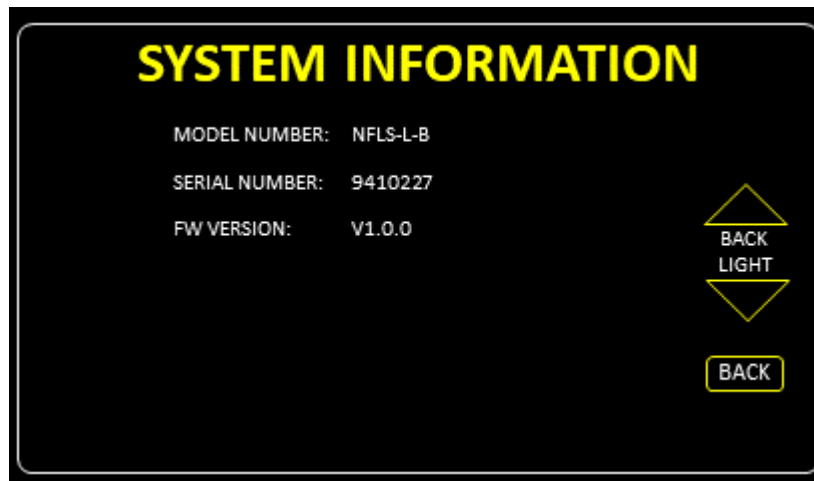 SYSTEM INFORMATION
MODEL NUMBER: NFLS-L-B
SERIAL NUMBER: 9410227
FW VERSION: V1.0.0
BACK
LIGHT
BACK